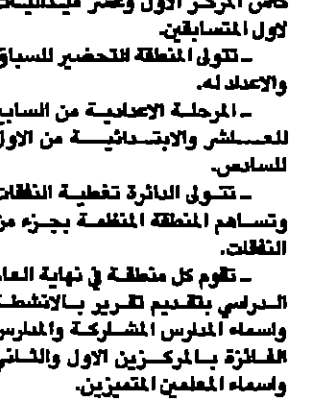 كأس المركز الاول وعشر ميداليات
لاول المتسابقين.
ـ تتولى المنطقة التحضير للسباق
والاعداد له.
ـ المرحلة الاعدادية من السابع
للعاشر والابتدائية من الاول
للسادس.
ـ تتولى الدائرة تغطية النفقات
وتساهم المنطقة المنظمة بجزء من
النفقات.
ـ تقوم كل منطقة في نهاية العام
الدراسي بتقديم تقرير بالانشطة
واسماء المدارس المشاركة والمدارس
الفائزة بالمركزين الاول والثاني
واسماء المعلمين المتميزين.